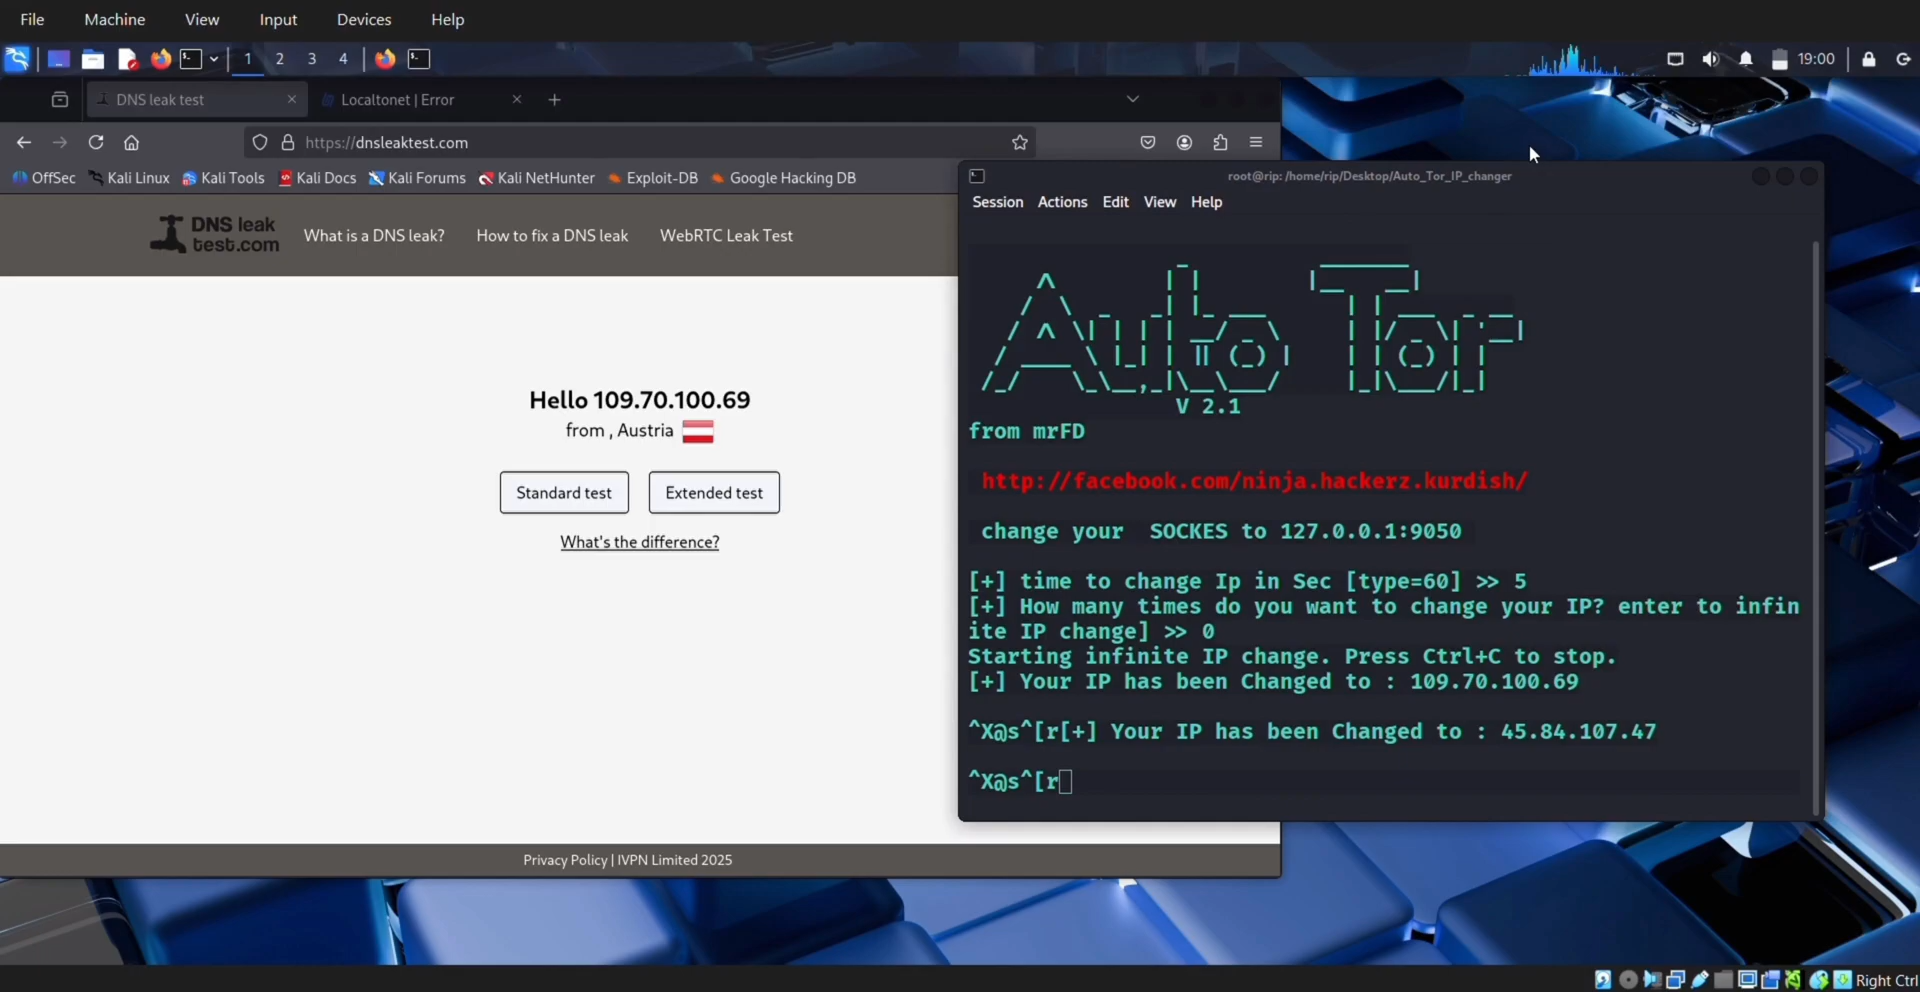 File Machine View Input Devices Help
1 2 3 4 19:00
DNS leak test Localtonet | Error
https://dnsleaktest.com
OffSec Kali Linux Kali Tools Kali Docs Kali Forums Kali NetHunter Exploit-DB Google Hacking DB
DNS leak
test.com
What is a DNS leak? How to fix a DNS leak WebRTC Leak Test
Hello 109.70.100.69
from , Austria
Standard test Extended test
What's the difference?
Privacy Policy | IVPN Limited 2025
root@rip: /home/rip/Desktop/Auto_Tor_IP_changer
Session Actions Edit View Help
Auto Tor
V 2.1
from mrFD
http://facebook.com/ninja.hackerz.kurdish/
change your SOCKES to 127.0.0.1:9050
[+] time to change Ip in Sec [type=60] >> 5
[+] How many times do you want to change your IP? enter to infin
ite IP change] >> 0
Starting infinite IP change. Press Ctrl+C to stop.
[+] Your IP has been Changed to : 109.70.100.69
^X@s^[r[+] Your IP has been Changed to : 45.84.107.47
^X@s^[r
Right Ctrl